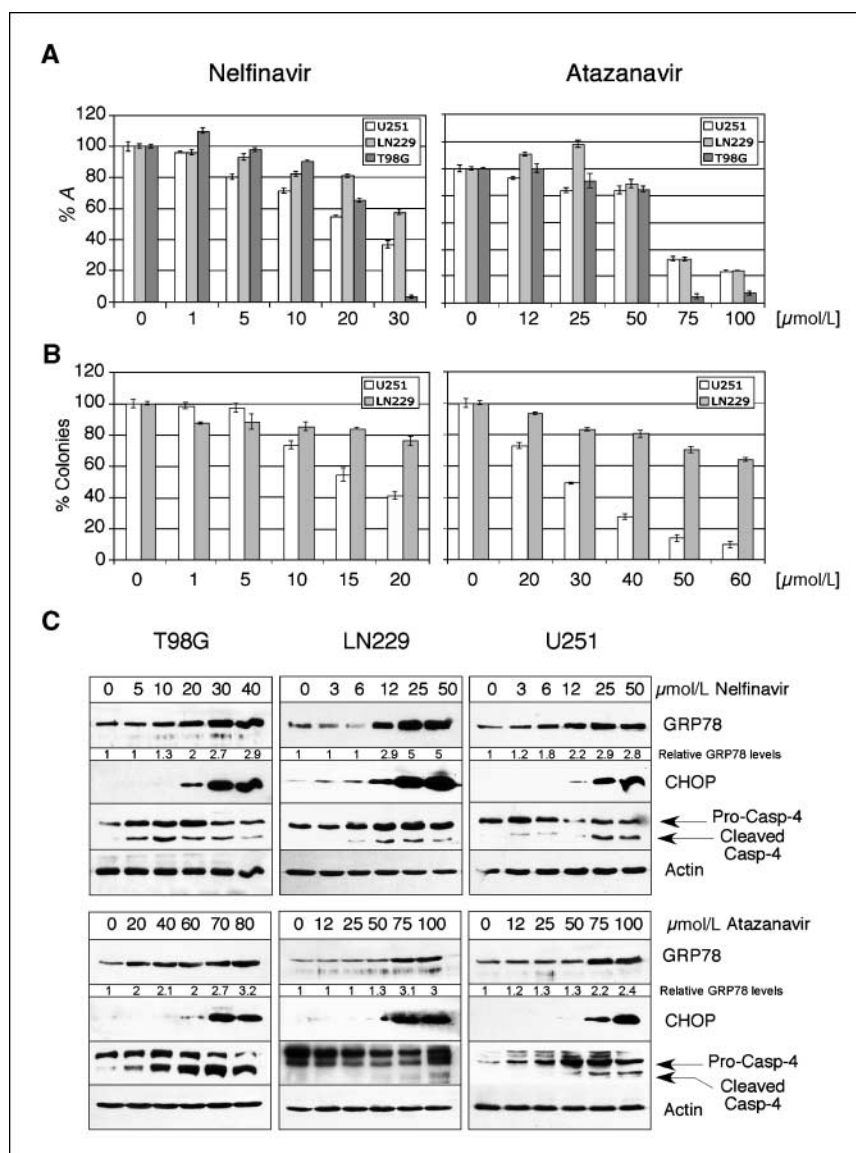 A
Nelfinavir
Atazanavir
% A
120
100
80
60
40
20
0
U251
LN229
T98G
0 1 5 10 20 30
U251
LN229
T98G
0 12 25 50 75 100 [µmol/L]
B
% Colonies
120
100
80
60
40
20
0
U251
LN229
0 1 5 10 15 20
U251
LN229
0 20 30 40 50 60 [µmol/L]
C
T98G LN229 U251
0 5 10 20 30 40 0 3 6 12 25 50 0 3 6 12 25 50 µmol/L Nelfinavir
GRP78
1 1 1.3 2 2.7 2.9 1 1 1 2.9 5 5 1 1.2 1.8 2.2 2.9 2.8 Relative GRP78 levels
CHOP
Pro-Casp-4
Cleaved
Casp-4
Actin
0 20 40 60 70 80 0 12 25 50 75 100 0 12 25 50 75 100 µmol/L Atazanavir
GRP78
1 2 2.1 2 2.7 3.2 1 1 1 1.3 3.1 3 1 1.2 1.3 1.3 2.2 2.4 Relative GRP78 levels
CHOP
Pro-Casp-4
Cleaved
Casp-4
Actin